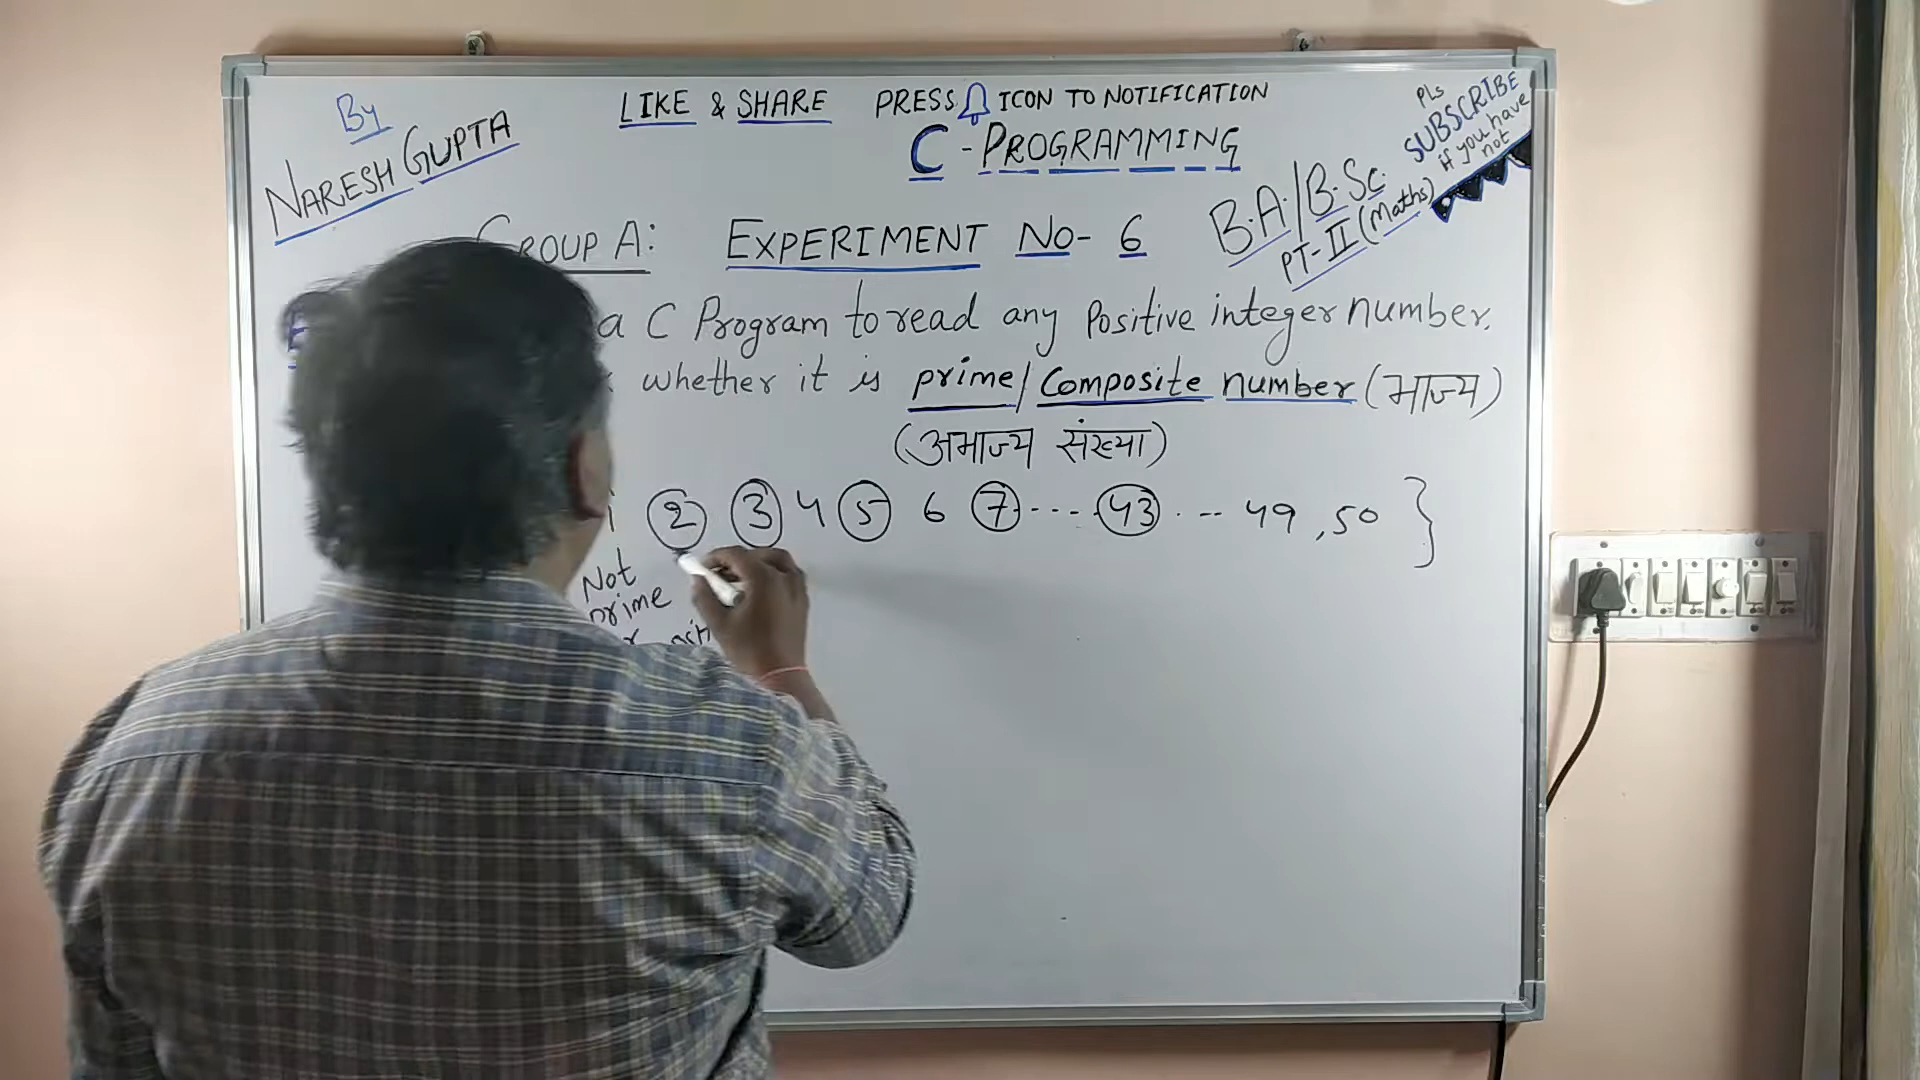 By
NARESH GUPTA
LIKE & SHARE PRESS ICON TO NOTIFICATION
C - PROGRAMMING
PLS
SUBSCRIBE
if you have
not
B.A./B.Sc.
PT-II (Maths)
GROUP A: EXPERIMENT NO- 6
a C Program to read any Positive integer number.
whether it is prime/Composite number (भाज्य)
(अभाज्य संख्या)
1 2 3 4 5 6 7 ---- 43 . -- 49 , 50 }
Not
prime